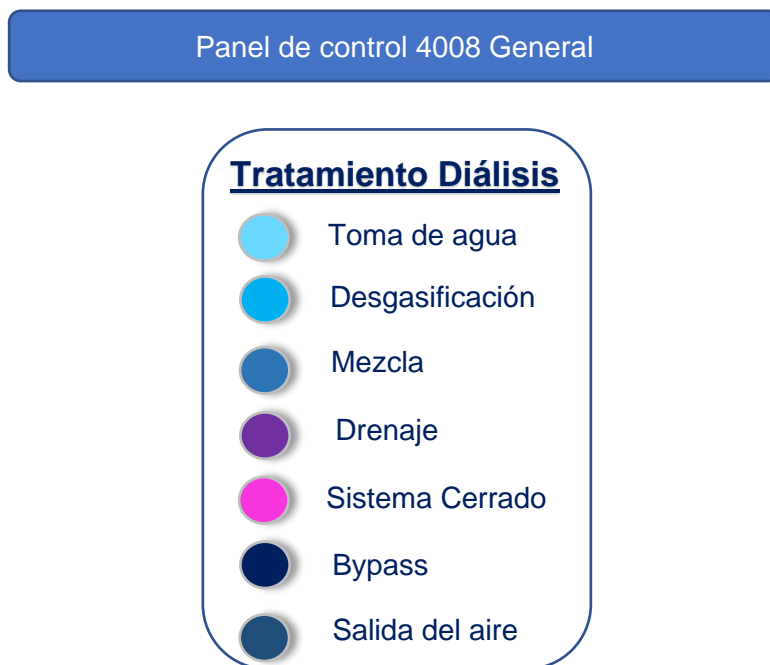 Panel de control 4008 General
Tratamiento Diálisis
Toma de agua
Desgasificación
Mezcla
Drenaje
Sistema Cerrado
Bypass
Salida del aire